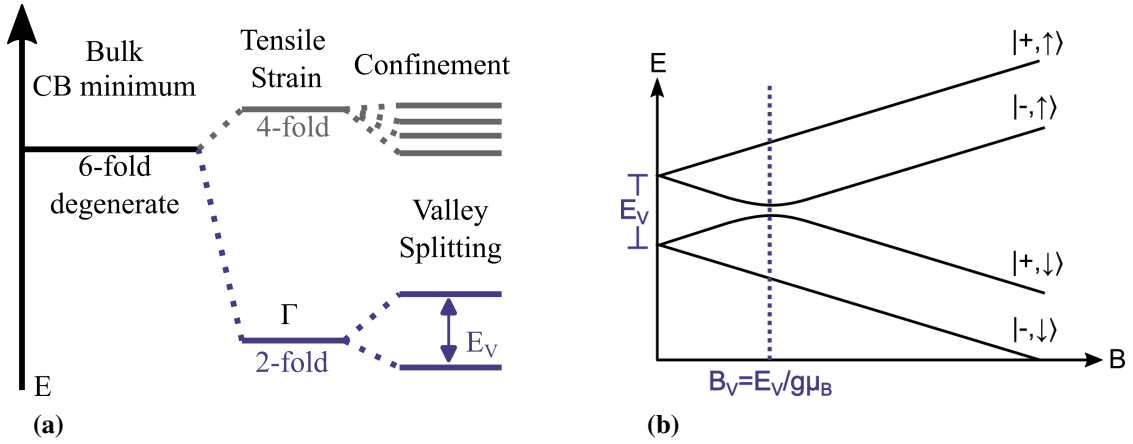 Bulk
CB minimum
6-fold
degenerate
Tensile
Strain
4-fold
Confinement
Valley
Splitting
Γ
2-fold
E_V
E
(a)
E
|+,↑⟩
|-,↑⟩
E_V
|+,↓⟩
|-,↓⟩
B
B_V=E_V/gμ_B
(b)